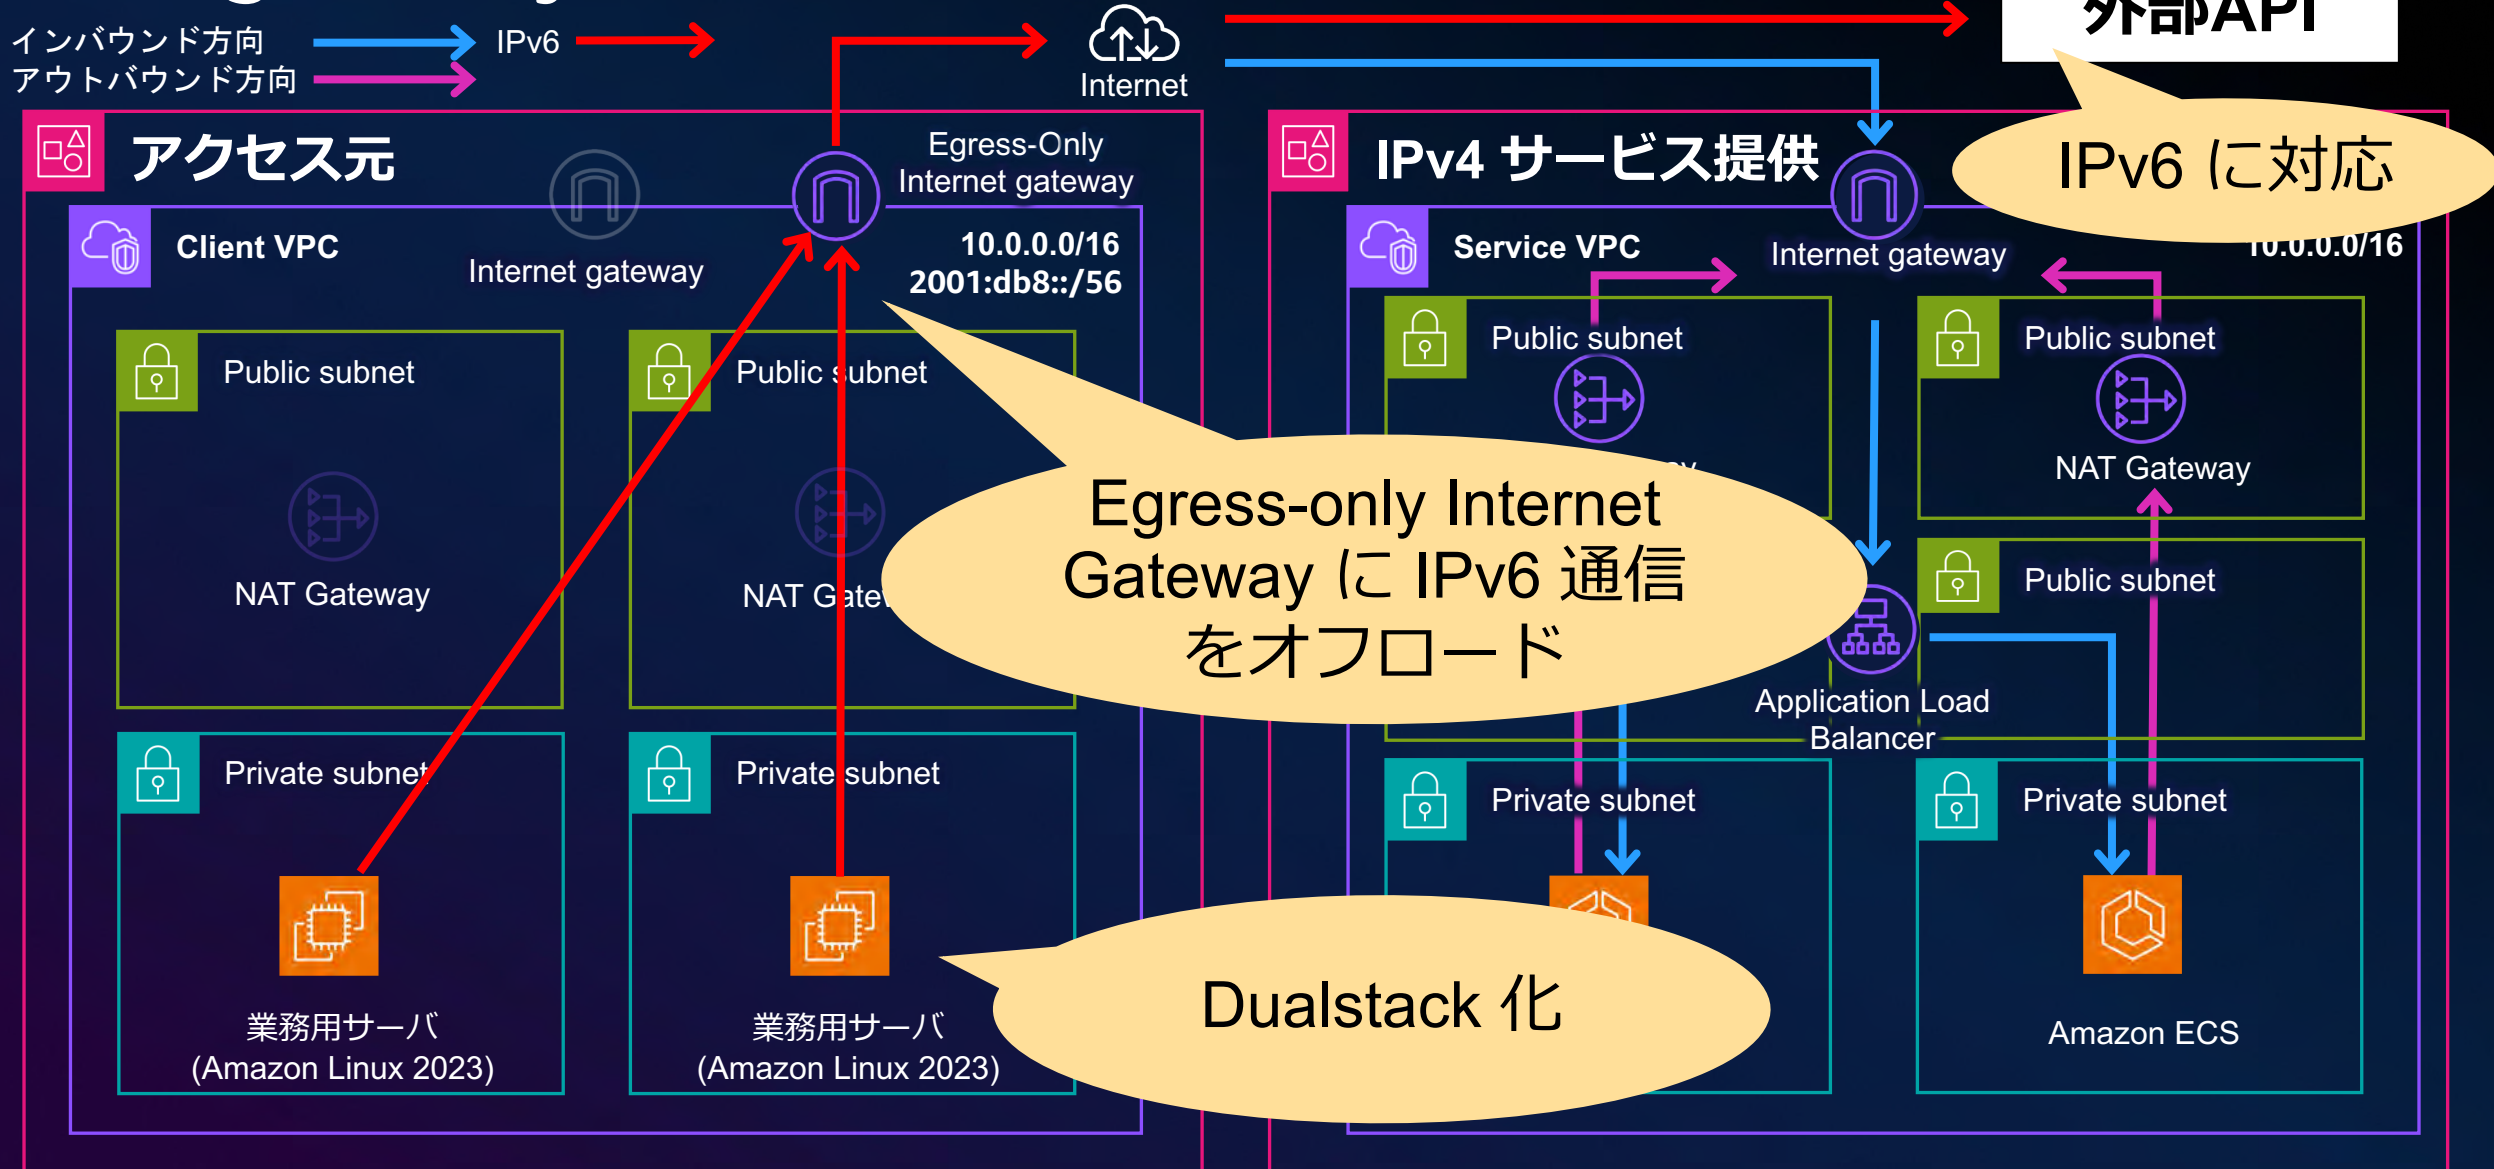 外部API
インバウンド方向
IPv6
アウトバウンド方向
Internet
アクセス元
Egress-Only
Internet gateway
IPv4 サービス提供
IPv6 に対応
Client VPC
Internet gateway
10.0.0.0/16
2001:db8::/56
Service VPC
Internet gateway
10.0.0.0/16
Public subnet
Public subnet
Public subnet
Public subnet
NAT Gateway
Egress-only Internet
Gateway に IPv6 通信
をオフロード
Public subnet
NAT Gateway
NAT Gatew
Application Load
Balancer
Private subnet
Private subnet
Private subnet
Private subnet
Dualstack 化
業務用サーバ
(Amazon Linux 2023)
業務用サーバ
(Amazon Linux 2023)
Amazon ECS